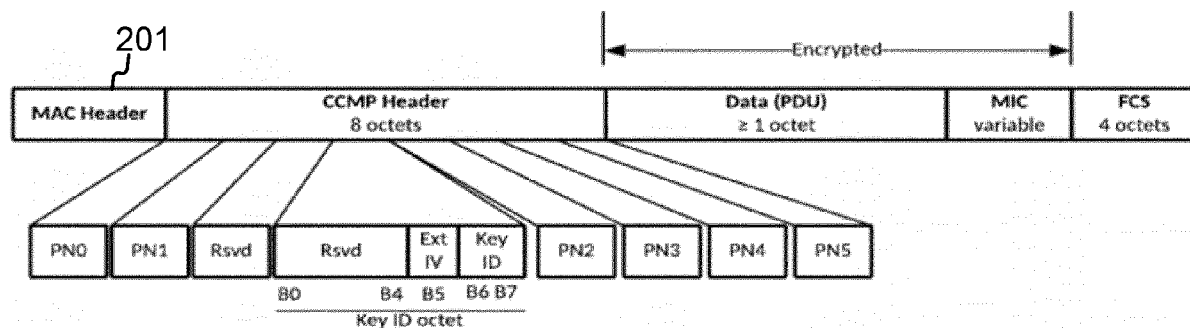 201
Encrypted
MAC Header
CCMP Header
8 octets
Data (PDU)
≥ 1 octet
MIC
variable
FCS
4 octets
PN0
PN1
Rsvd
Rsvd
Ext
IV
Key
ID
PN2
PN3
PN4
PN5
B0
B4
B5
B6 B7
Key ID octet